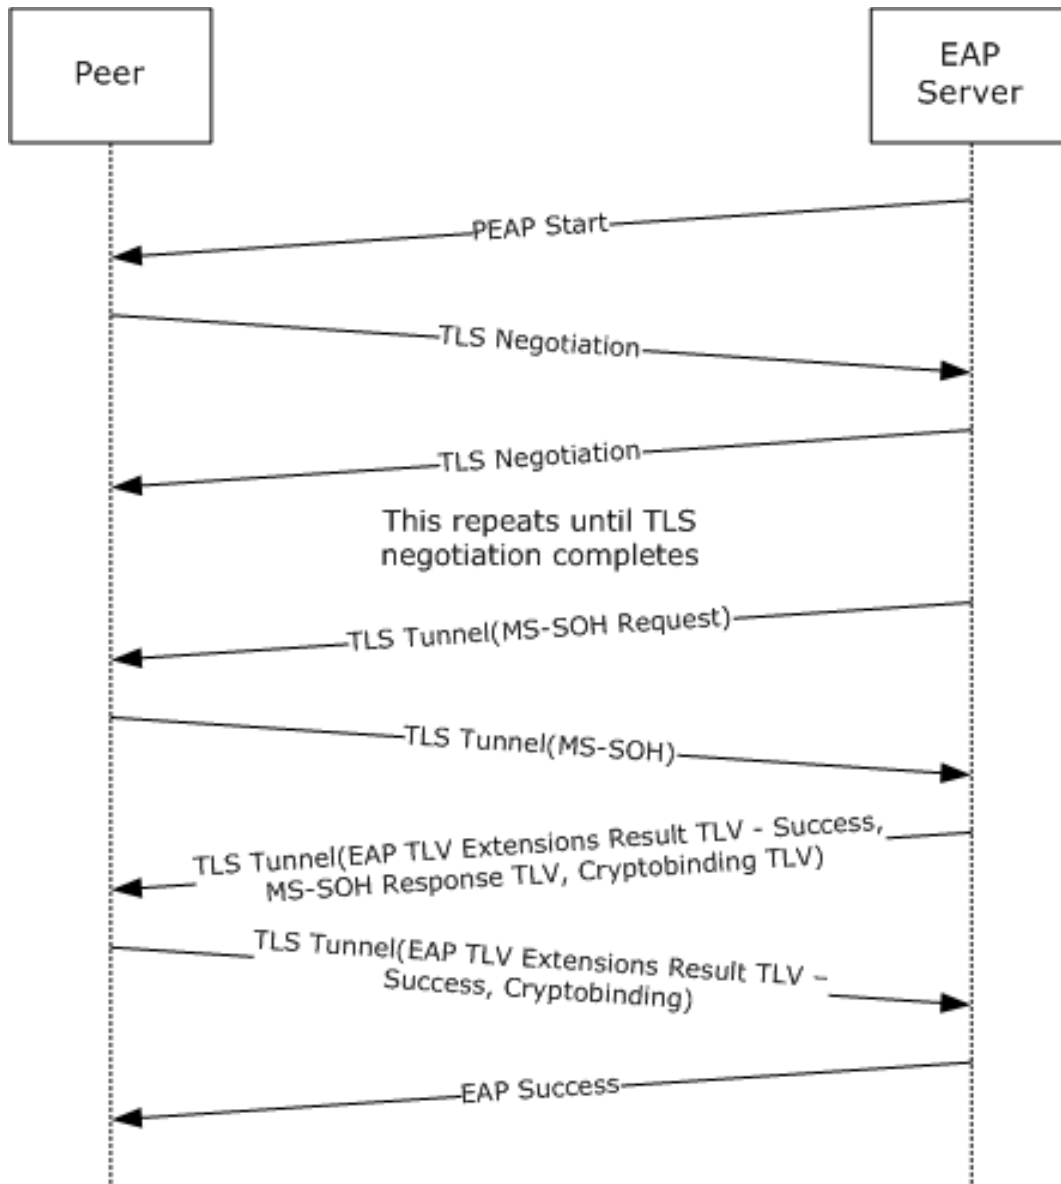 Peer
EAP
Server
PEAP Start
TLS Negotiation
TLS Negotiation
This repeats until TLS
negotiation completes
TLS Tunnel(MS-SOH Request)
TLS Tunnel(MS-SOH)
TLS Tunnel(EAP TLV Extensions Result TLV - Success,
MS-SOH Response TLV, Cryptobinding TLV)
TLS Tunnel(EAP TLV Extensions Result TLV –
Success, Cryptobinding)
EAP Success